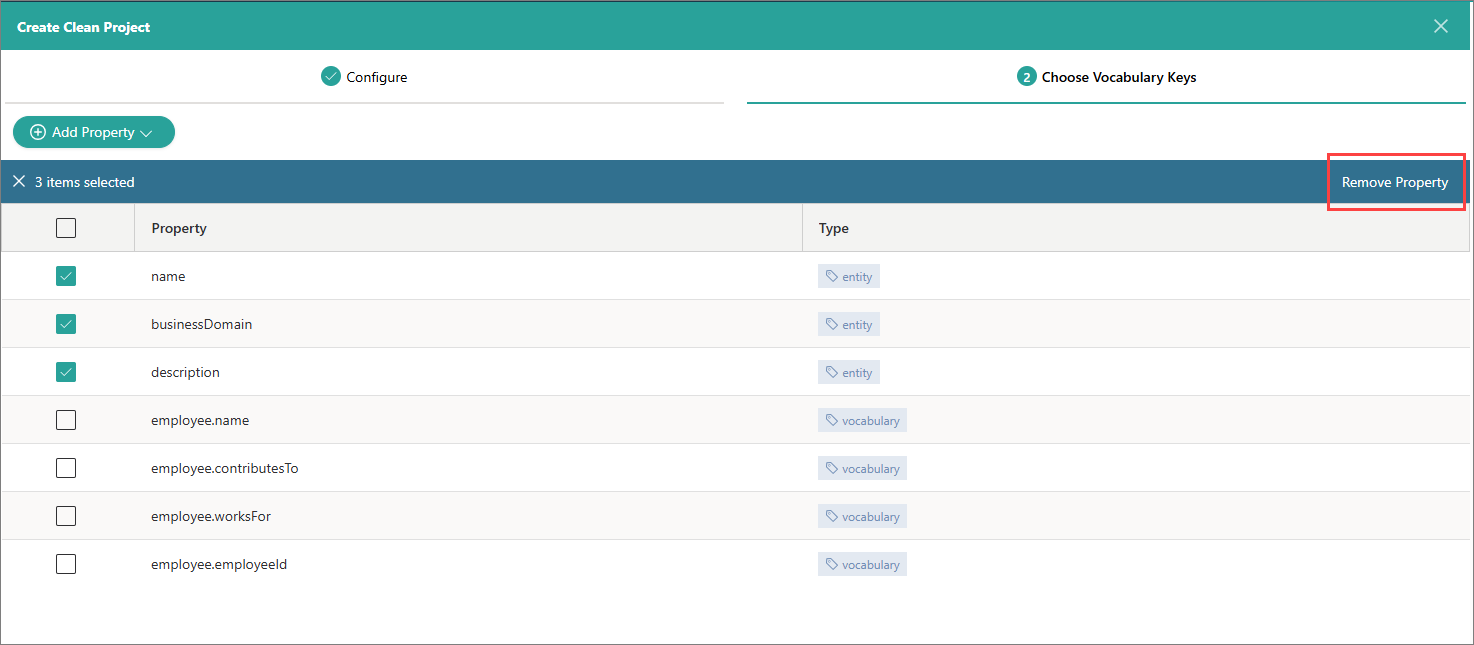 Create Clean Project
Configure
2 Choose Vocabulary Keys
Add Property
3 items selected
Remove Property
Property Type
name entity
businessDomain entity
description entity
employee.name vocabulary
employee.contributesTo vocabulary
employee.worksFor vocabulary
employee.employeeId vocabulary